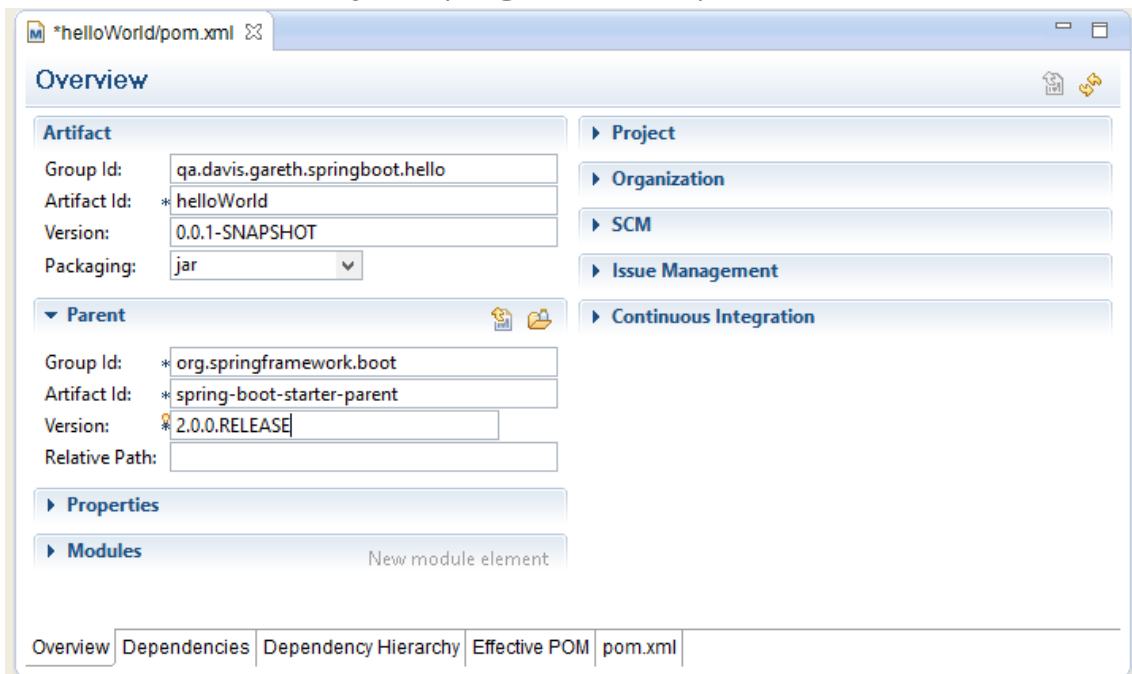 *helloWorld/pom.xml
Overview
Artifact
Group Id: qa.davis.gareth.springboot.hello
Artifact Id: * helloWorld
Version: 0.0.1-SNAPSHOT
Packaging: jar
Parent
Group Id: * org.springframework.boot
Artifact Id: * spring-boot-starter-parent
Version: * 2.0.0.RELEASE
Relative Path:
Properties
Modules
New module element
Project
Organization
SCM
Issue Management
Continuous Integration
Overview Dependencies Dependency Hierarchy Effective POM pom.xml